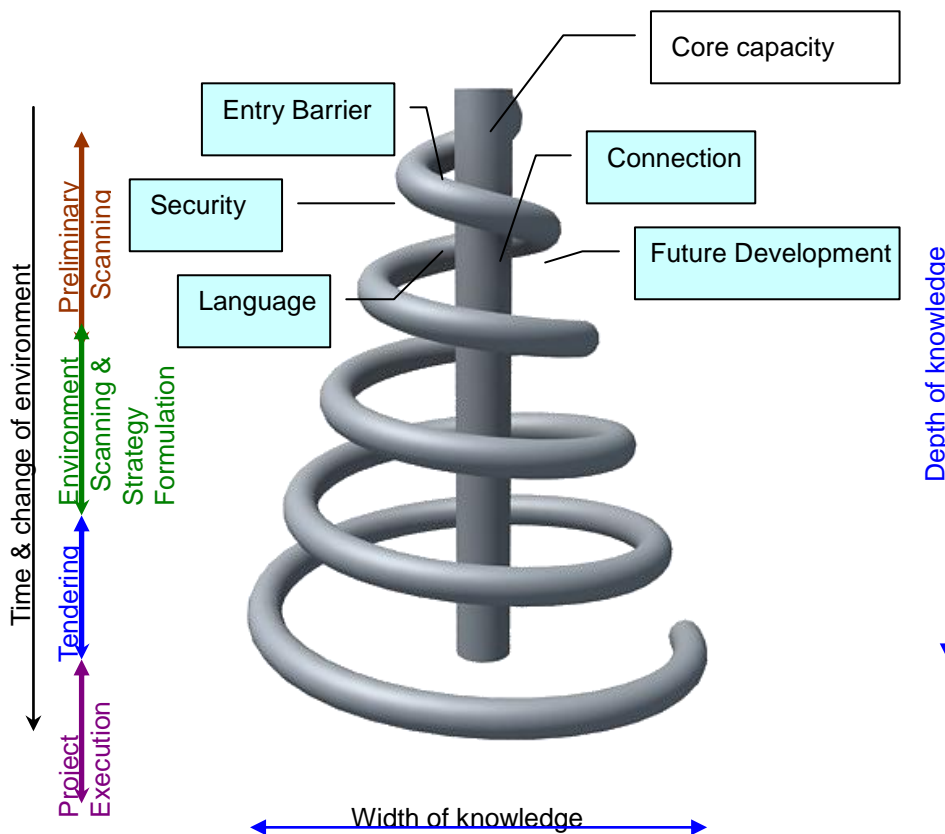 Core capacity
Entry Barrier
Connection
Security
Future Development
Language
Time & change of environment
Preliminary
Scanning
Environment
Scanning &
Strategy
Formulation
Tendering
Project
Execution
Depth of knowledge
Width of knowledge